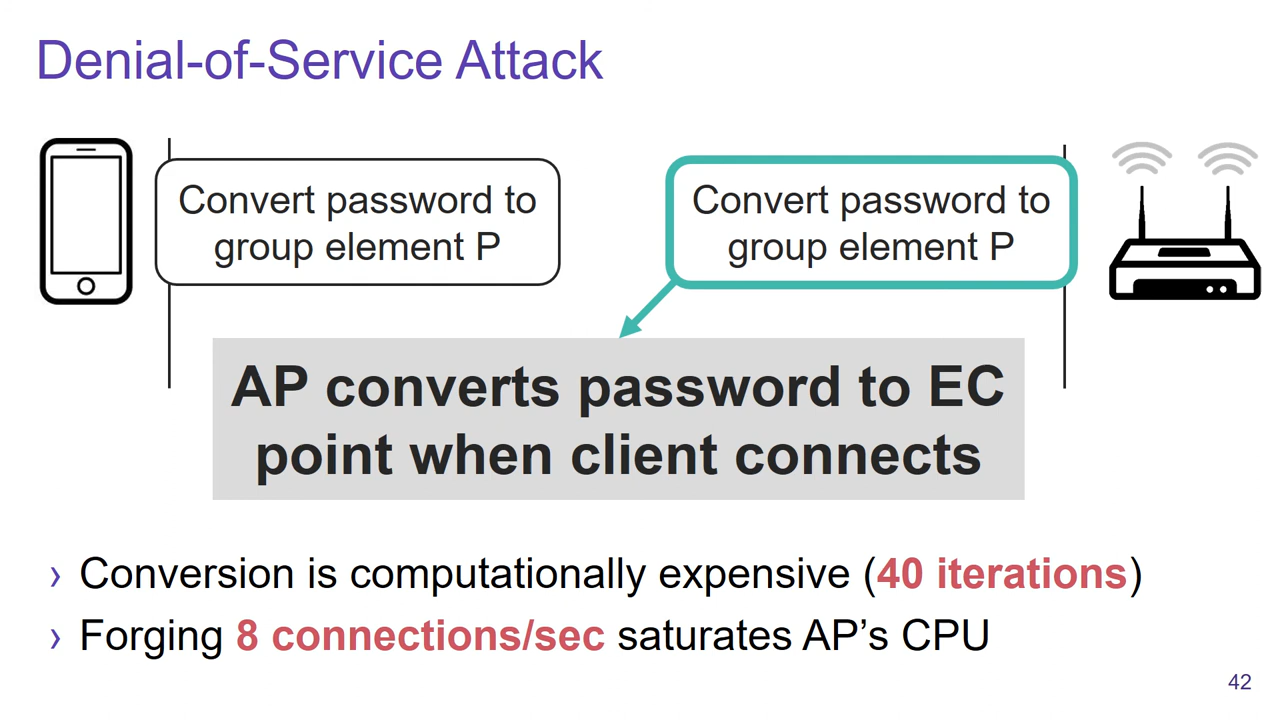 Denial-of-Service Attack
Convert password to
group element P
Convert password to
group element P
AP converts password to EC
point when client connects
› Conversion is computationally expensive (40 iterations)
› Forging 8 connections/sec saturates AP’s CPU
42